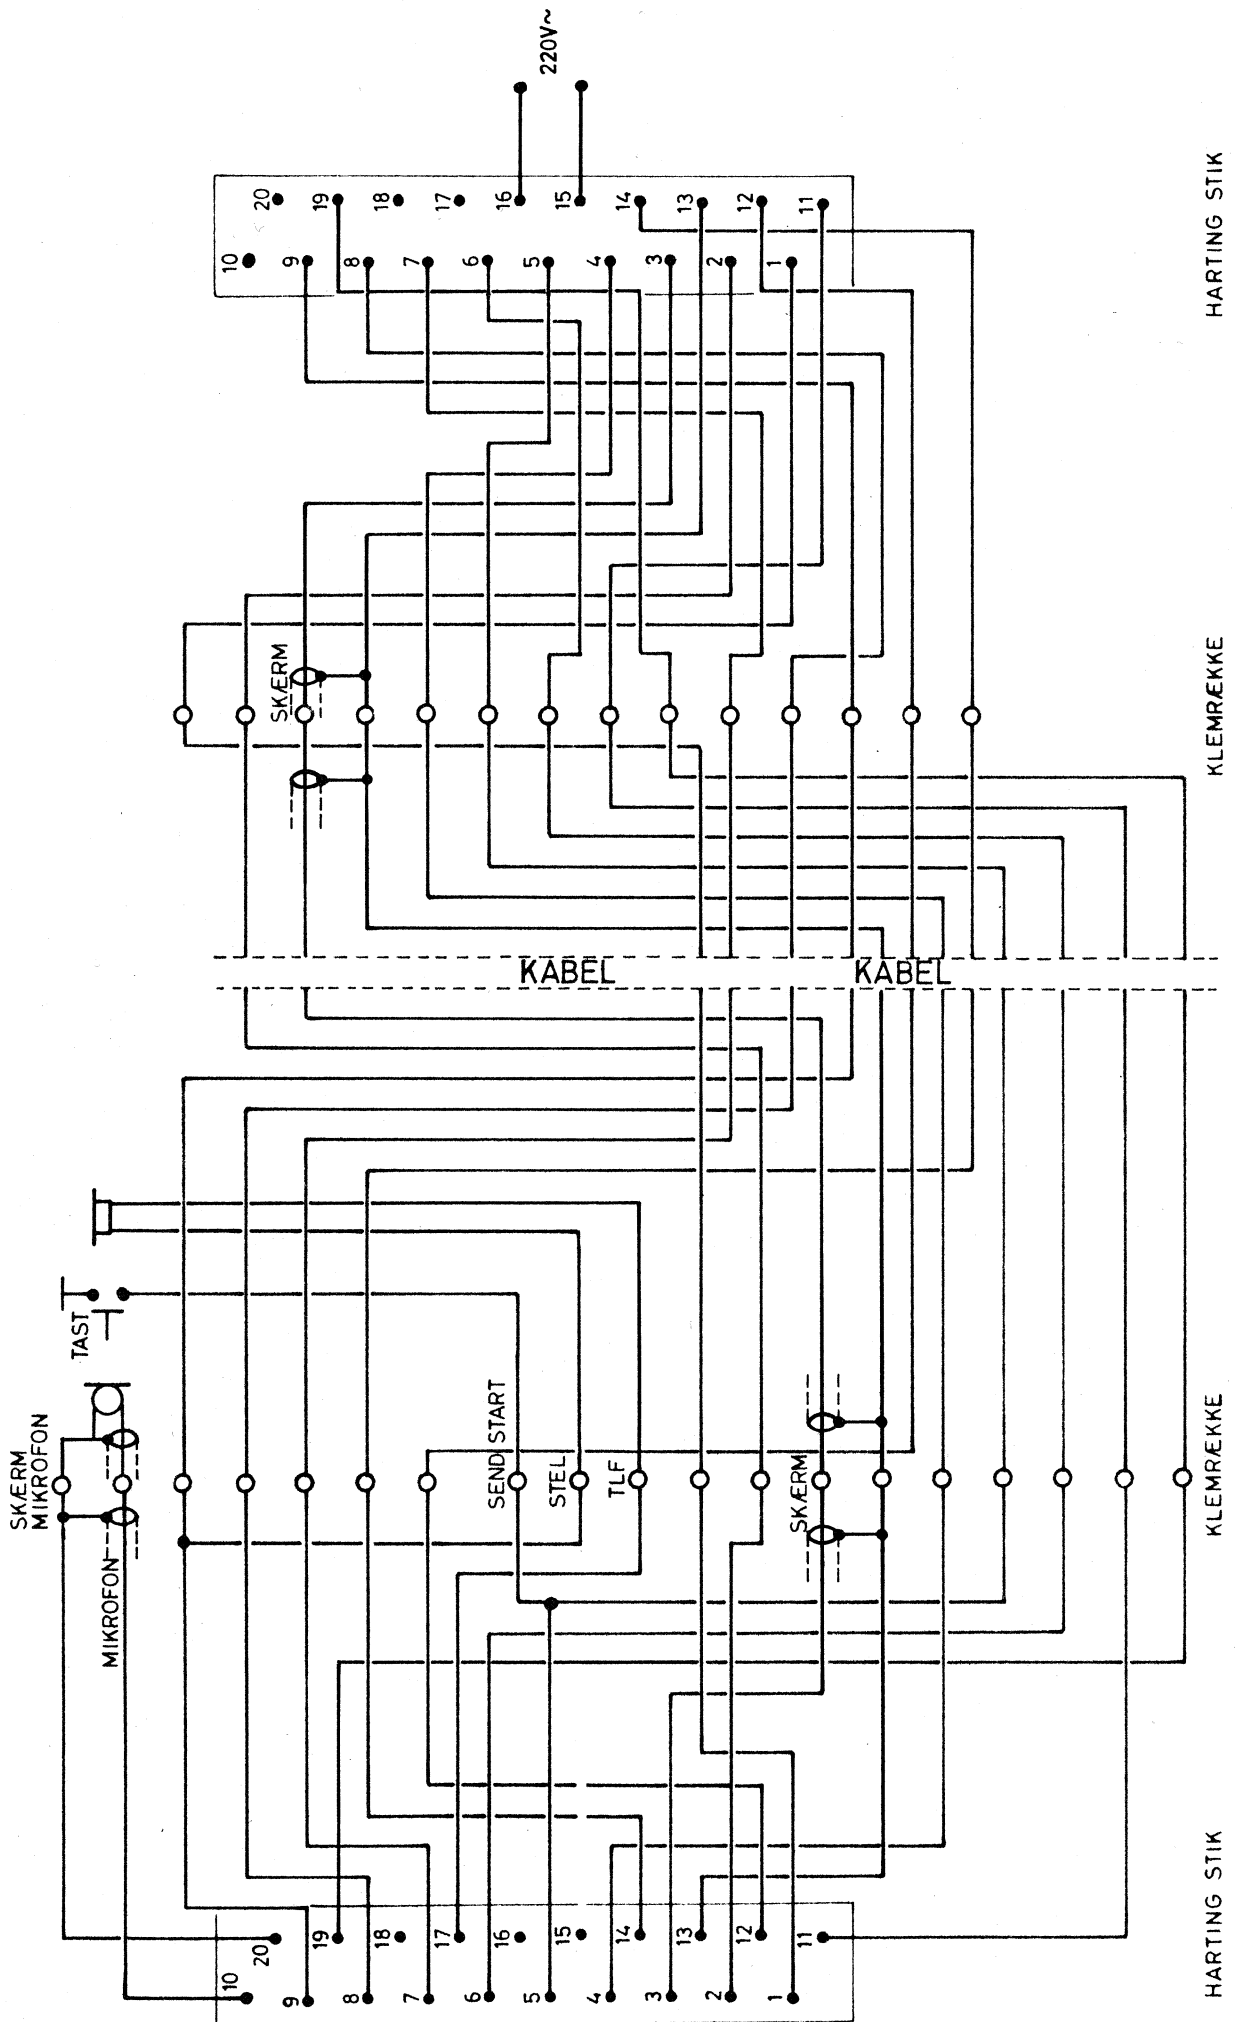 220V~
10
9
8
7
6
5
4
3
2
1
20
19
18
17
16
15
14
13
12
11
HARTING STIK
SKÆRM
KLEMRÆKKE
KABEL
KABEL
TAST
SKÆRM
MIKROFON
MIKROFON
SEND START
STEL
TLF
SKÆRM
KLEMRÆKKE
20
19
18
17
16
15
14
13
12
11
10
9
8
7
6
5
4
3
2
1
HARTING STIK